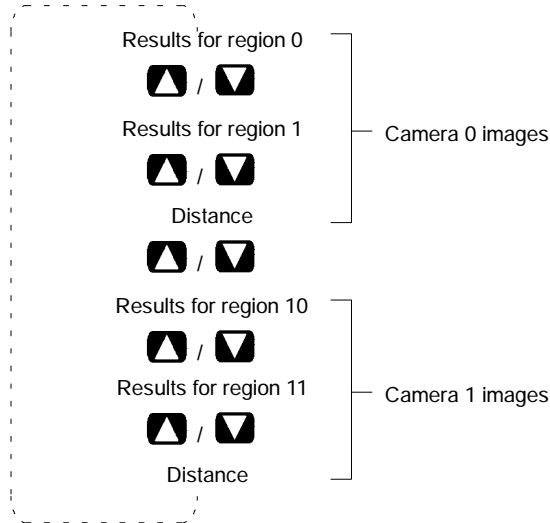 Results for region 0
/
Results for region 1
/
Camera 0 images
Distance
/
Results for region 10
/
Results for region 11
Camera 1 images
/
Distance